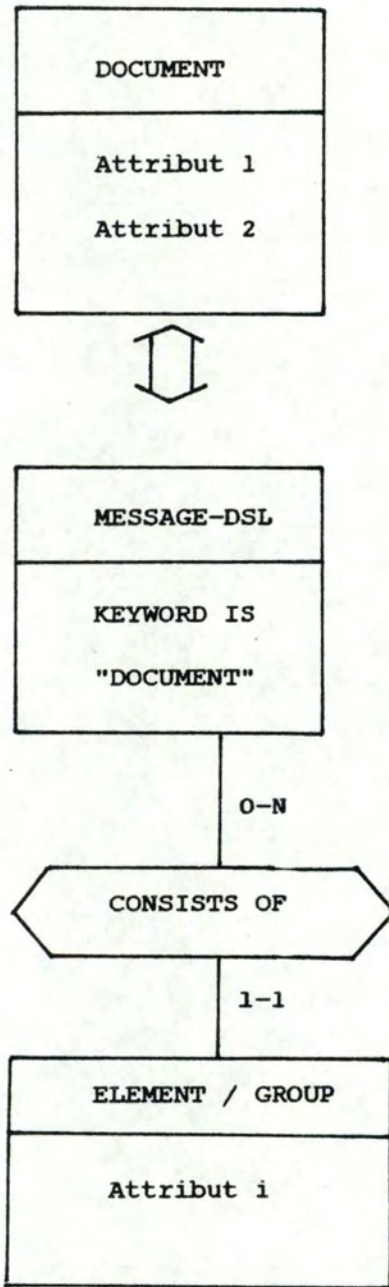 DOCUMENT
Attribut 1
Attribut 2
MESSAGE-DSL
KEYWORD IS
"DOCUMENT"
0-N
CONSISTS OF
1-1
ELEMENT / GROUP
Attribut i